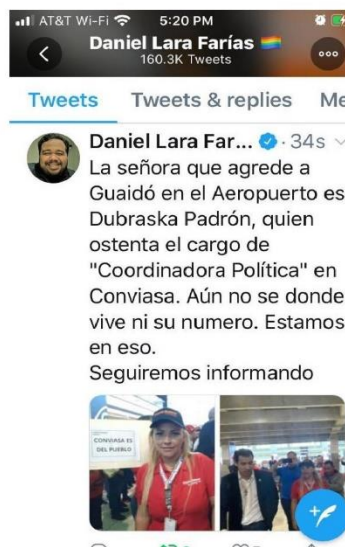 AT&T Wi-Fi 5:20 PM
Daniel Lara Farías
160.3K Tweets
Tweets Tweets & replies Me
Daniel Lara Far... · 34s
La señora que agrede a
Guaidó en el Aeropuerto es
Dubraska Padrón, quien
ostenta el cargo de
"Coordinadora Política" en
Conviasa. Aún no se donde
vive ni su numero. Estamos
en eso.
Seguiremos informando
CONVIASA ES
DEL PUEBLO